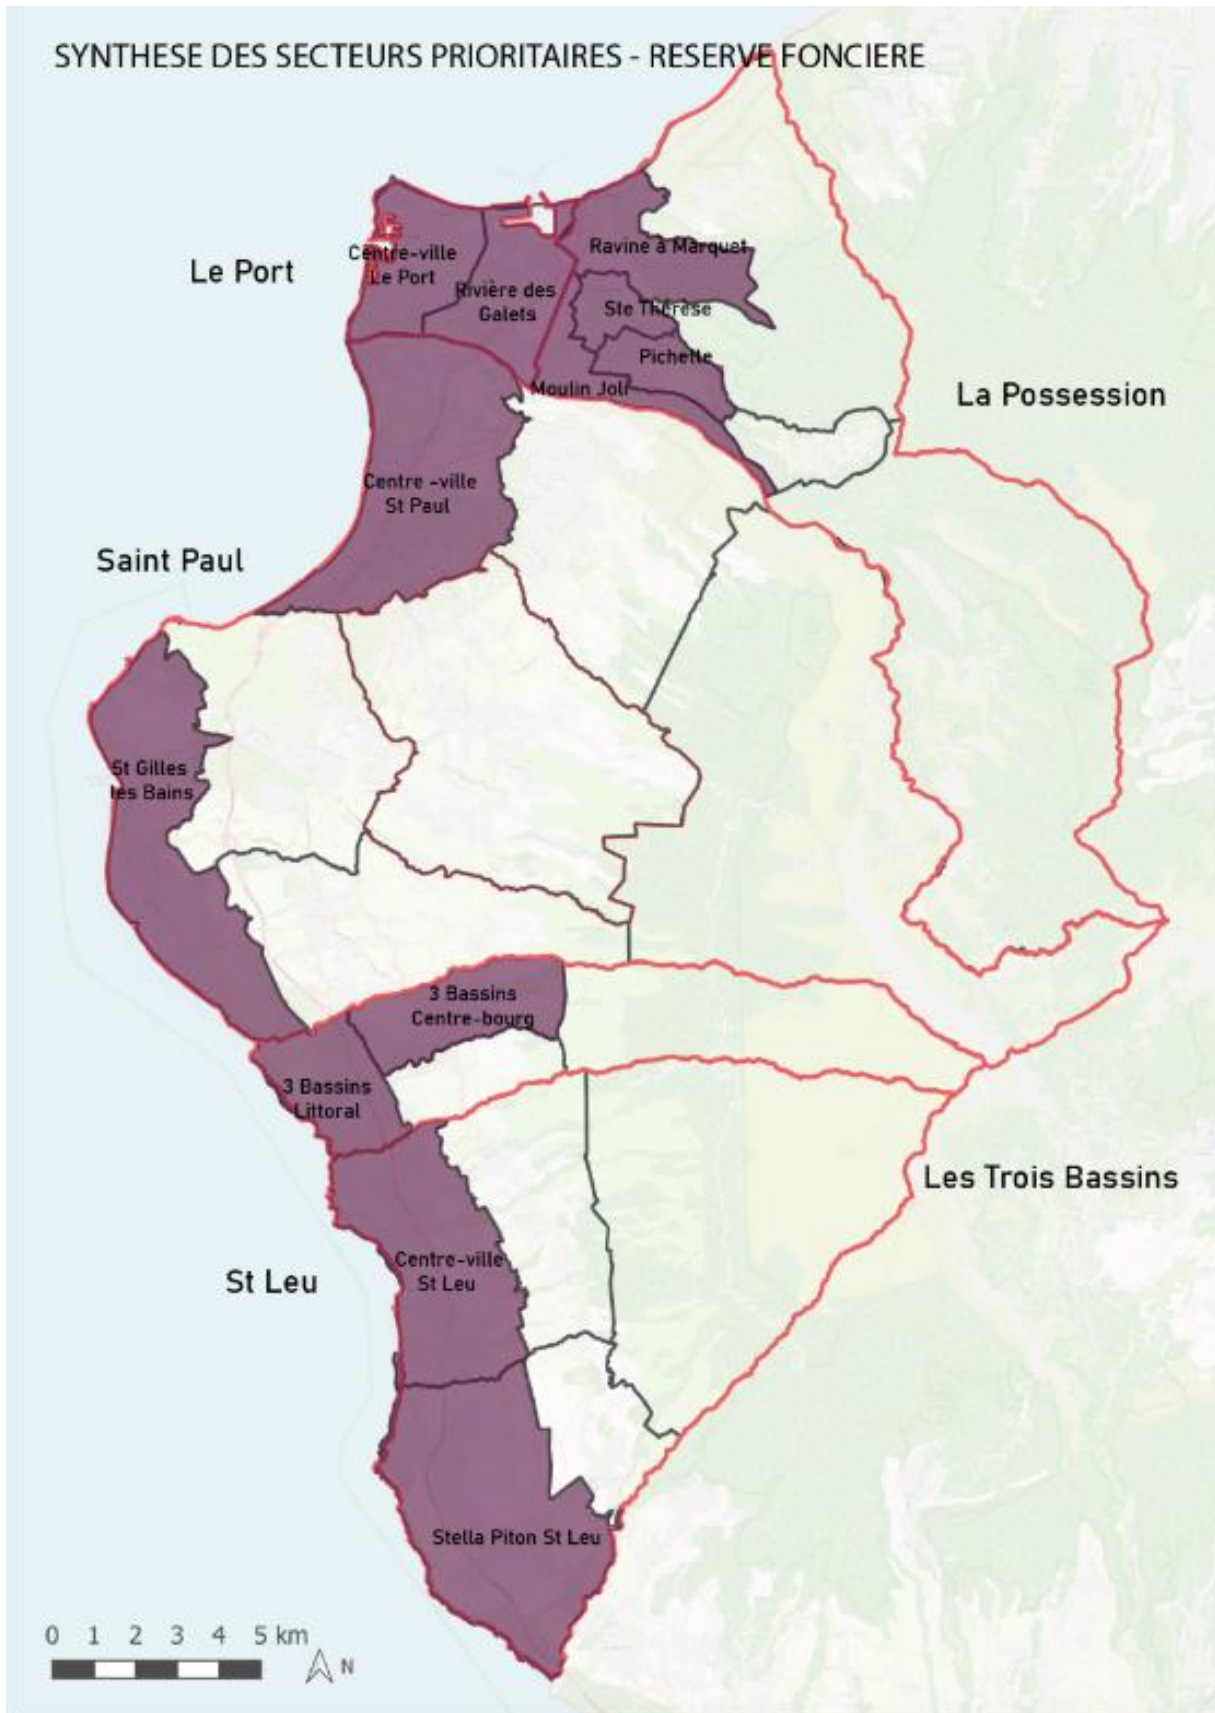 SYNTHESE DES SECTEURS PRIORITAIRES - RESERVE FONCIERE
Centre-ville
Le Port
Le Port
Ravine à Marquet
Rivière des
Galets
Ste Thérèse
Pichette
Moulin Joli
La Possession
Centre -ville
St Paul
Saint Paul
St Gilles
les Bains
3 Bassins
Centre-bourg
3 Bassins
Littoral
Les Trois Bassins
Centre-ville
St Leu
St Leu
Stella Piton St Leu
0 1 2 3 4 5 km
N